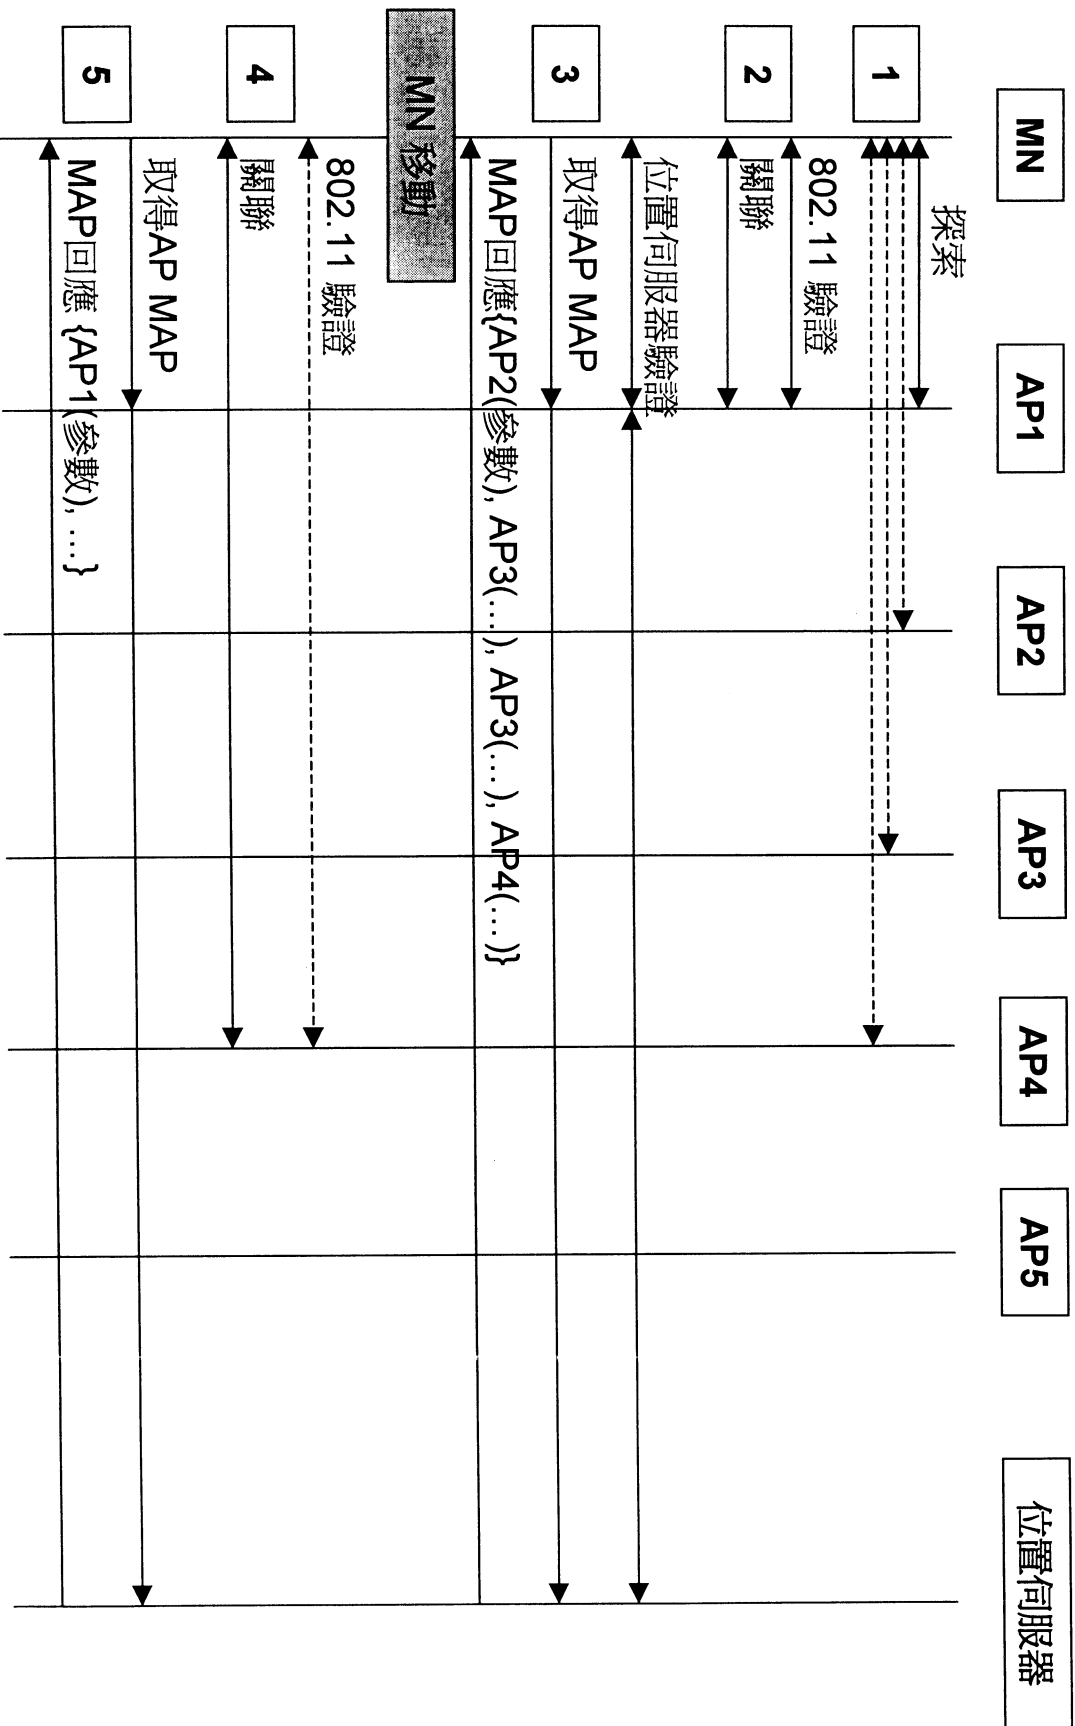 MN
AP1
AP2
AP3
AP4
AP5
位置伺服器
1
探索
2
802.11 驗證
關聯
3
位置伺服器驗證
取得AP MAP
MAP回應{AP2(參數), AP3(...), AP3(...), AP4(...)}
MN 移動
4
802.11 驗證
關聯
5
取得AP MAP
MAP回應 {AP1(參數), ...}